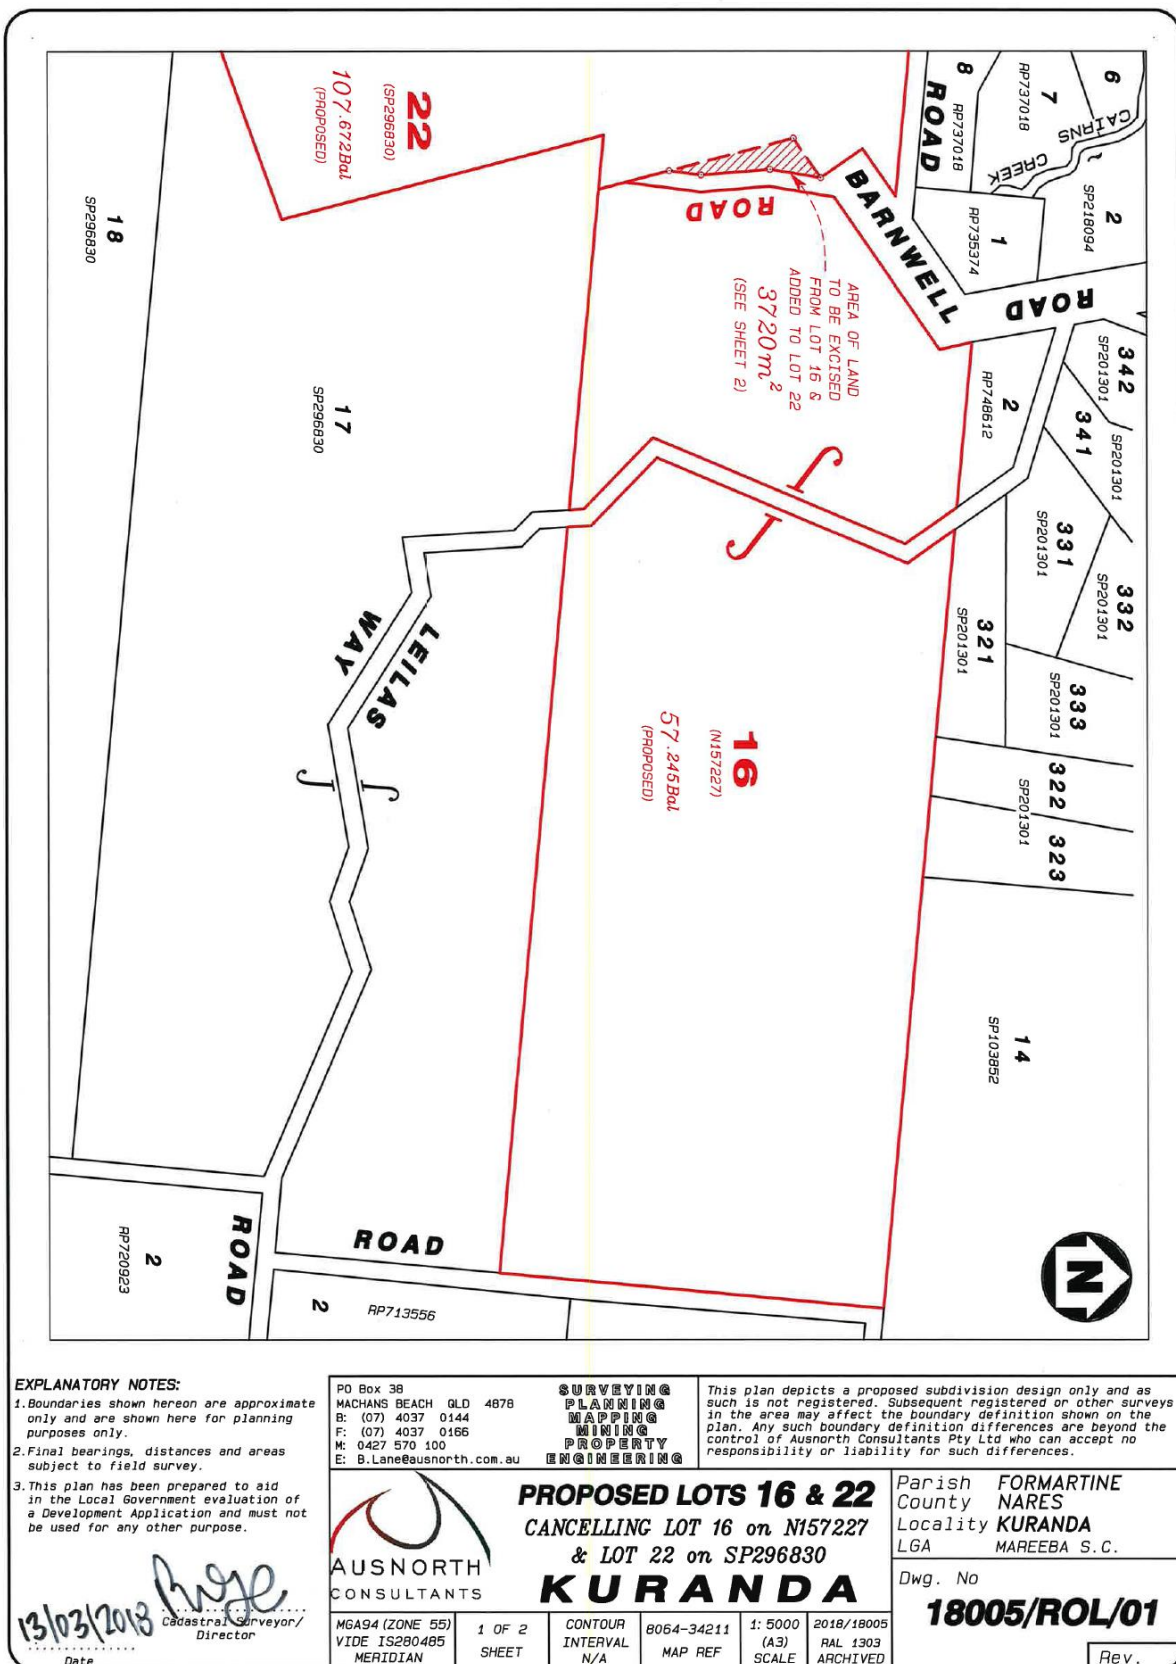 6
7
RP737018
8
RP737018
ROAD
CAIRNS
CREEK
2
SP218094
1
RP735374
BARNWELL
ROAD
ROAD
22
(SP296830)
107.672Bal
(PROPOSED)
AREA OF LAND
TO BE EXCISED
FROM LOT 16 &
ADDED TO LOT 22
3720m²
(SEE SHEET 2)
18
SP296830
17
SP296830
2
RP748612
342
SP201301
341
SP201301
331
SP201301
332
SP201301
321
SP201301
333
SP201301
322
SP201301
323
LEILAS
WAY
16
(N157227)
57.245Bal
(PROPOSED)
14
SP103852
2
RP720923
ROAD
ROAD
2
RP713556
N
EXPLANATORY NOTES:
1.Boundaries shown hereon are approximate
only and are shown here for planning
purposes only.
2.Final bearings, distances and areas
subject to field survey.
3.This plan has been prepared to aid
in the Local Government evaluation of
a Development Application and must not
be used for any other purpose.
13/03/2018
Date
Cadastral Surveyor/
Director
PO Box 38
MACHANS BEACH QLD 4878
B: (07) 4037 0144
F: (07) 4037 0166
M: 0427 570 100
E: B.Lane@ausnorth.com.au
SURVEYING
PLANNING
MAPPING
MINING
PROPERTY
ENGINEERING
This plan depicts a proposed subdivision design only and as
such is not registered. Subsequent registered or other surveys
in the area may affect the boundary definition shown on the
plan. Any such boundary definition differences are beyond the
control of Ausnorth Consultants Pty Ltd who can accept no
responsibility or liability for such differences.
AUSNORTH
CONSULTANTS
PROPOSED LOTS 16 & 22
CANCELLING LOT 16 on N157227
& LOT 22 on SP296830
KURANDA
Parish FORMARTINE
County NARES
Locality KURANDA
LGA MAREEBA S.C.
Dwg. No
18005/ROL/01
Rev.
MGA94 (ZONE 55)
VIDE IS280485
MERIDIAN
1 OF 2
SHEET
CONTOUR
INTERVAL
N/A
8064-34211
MAP REF
1:5000
(A3)
SCALE
2018/18005
RAL 1303
ARCHIVED